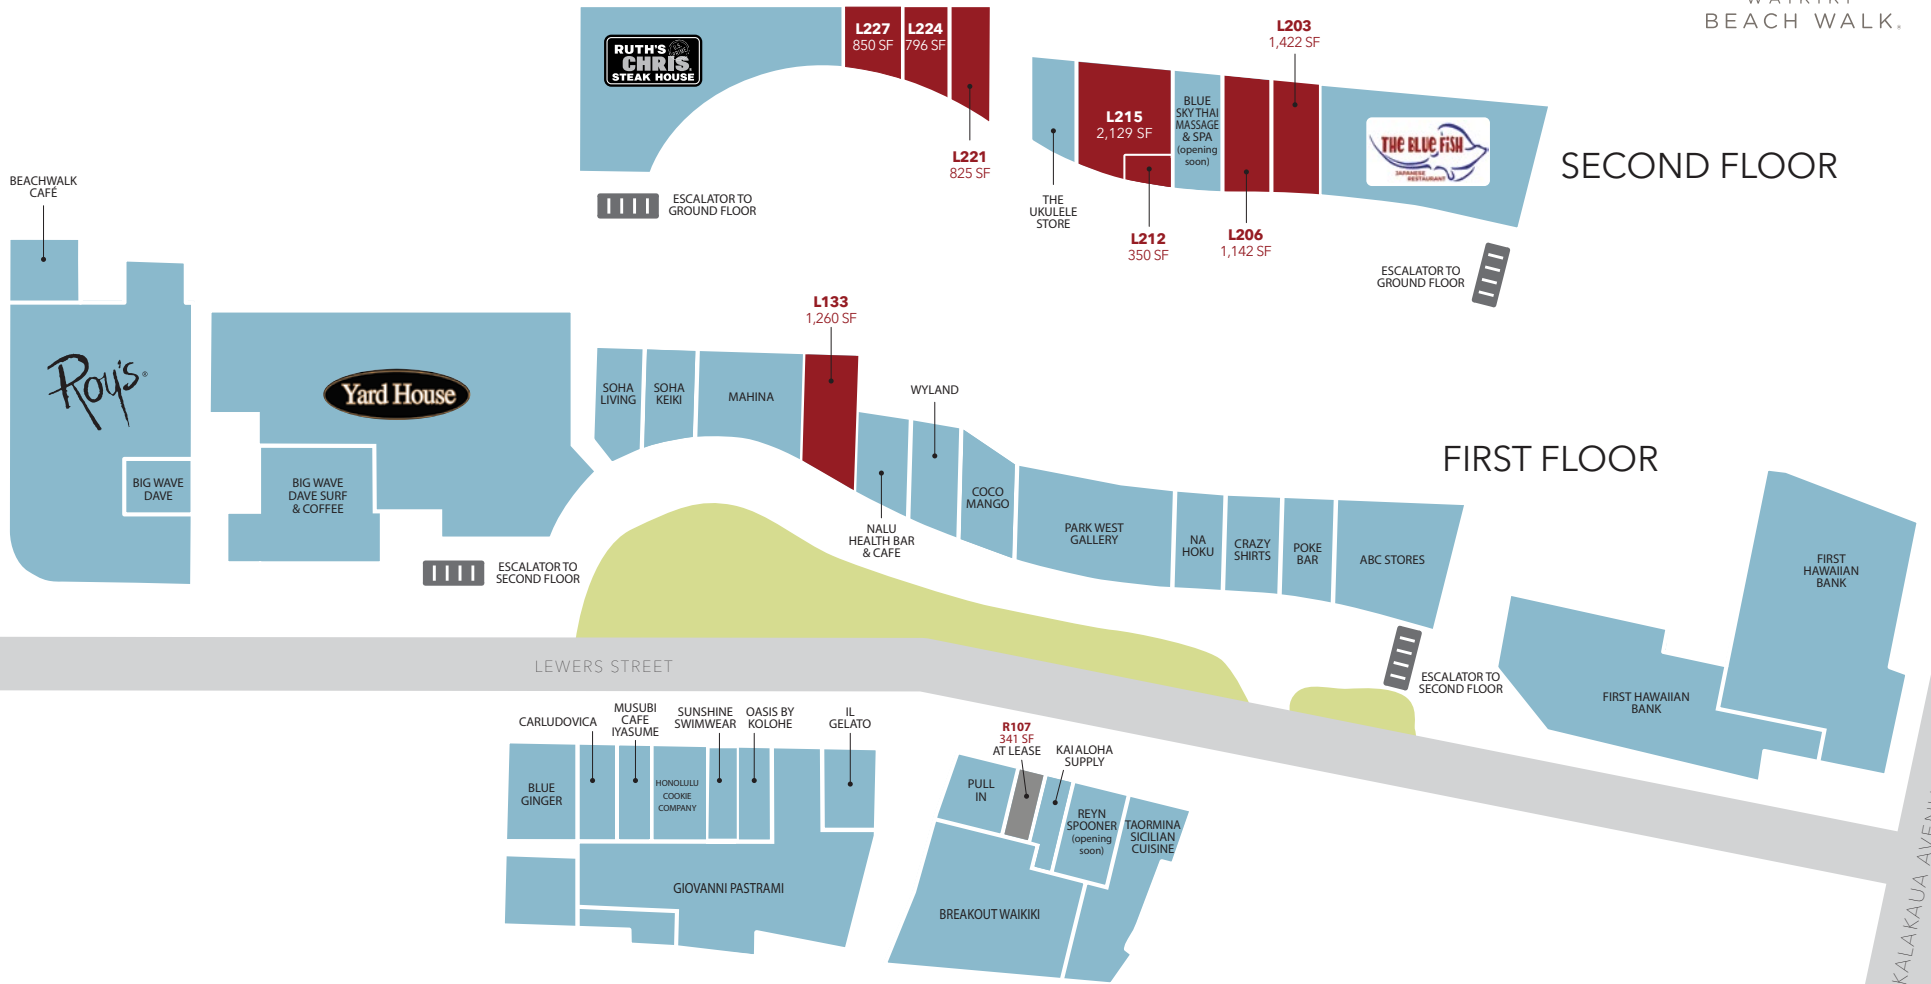 WAIKIKI
BEACH WALK®
RUTH'S
U.S. PRIME
CHRIS
STEAK HOUSE
L227
850 SF
L224
796 SF
L221
825 SF
ESCALATOR TO
GROUND FLOOR
L203
1,422 SF
L215
2,129 SF
BLUE
SKY THAI
MASSAGE
& SPA
(opening
soon)
THE BLUE FISH
JAPANESE
RESTAURANT
SECOND FLOOR
THE
UKULELE
STORE
L212
350 SF
L206
1,142 SF
ESCALATOR TO
GROUND FLOOR
BEACHWALK
CAFÉ
Roy's®
BIG WAVE
DAVE
Yard House
BIG WAVE
DAVE SURF
& COFFEE
ESCALATOR TO
SECOND FLOOR
SOHA
LIVING
SOHA
KEIKI
MAHINA
L133
1,260 SF
NALU
HEALTH BAR
& CAFE
WYLAND
COCO
MANGO
PARK WEST
GALLERY
NA
HOKU
CRAZY
SHIRTS
POKE
BAR
ABC STORES
FIRST FLOOR
ESCALATOR TO
SECOND FLOOR
FIRST
HAWAIIAN
BANK
FIRST HAWAIIAN
BANK
LEWERS STREET
KALAKAUA AVENU
BLUE
GINGER
CARLUDOVICA
MUSUBI
CAFE
IYASUME
HONOLULU
COOKIE
COMPANY
SUNSHINE
SWIMWEAR
OASIS BY
KOLOHE
IL
GELATO
GIOVANNI PASTRAMI
PULL
IN
R107
341 SF
AT LEASE
KAI ALOHA
SUPPLY
REYN
SPOONER
(opening
soon)
TAORMINA
SICILIAN
CUISINE
BREAKOUT WAIKIKI